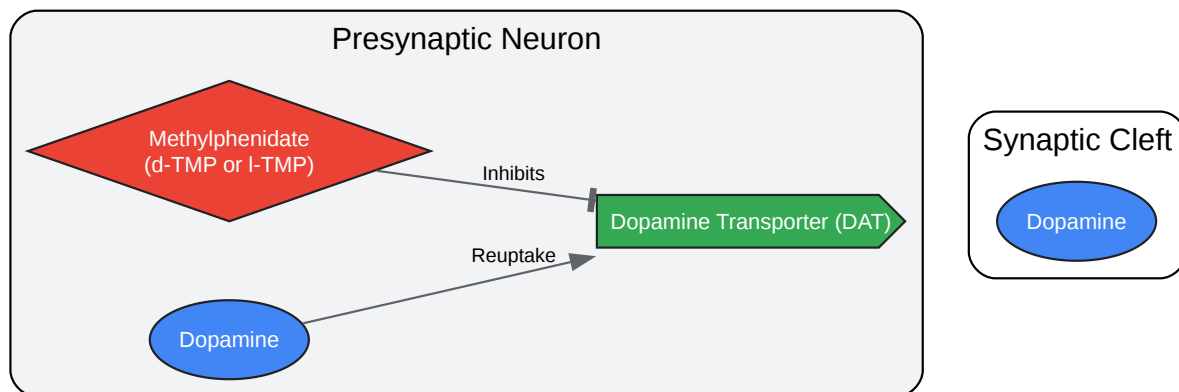 Presynaptic Neuron
Methylphenidate
(d-TMP or l-TMP)
Inhibits
Dopamine Transporter (DAT)
Reuptake
Dopamine
Synaptic Cleft
Dopamine